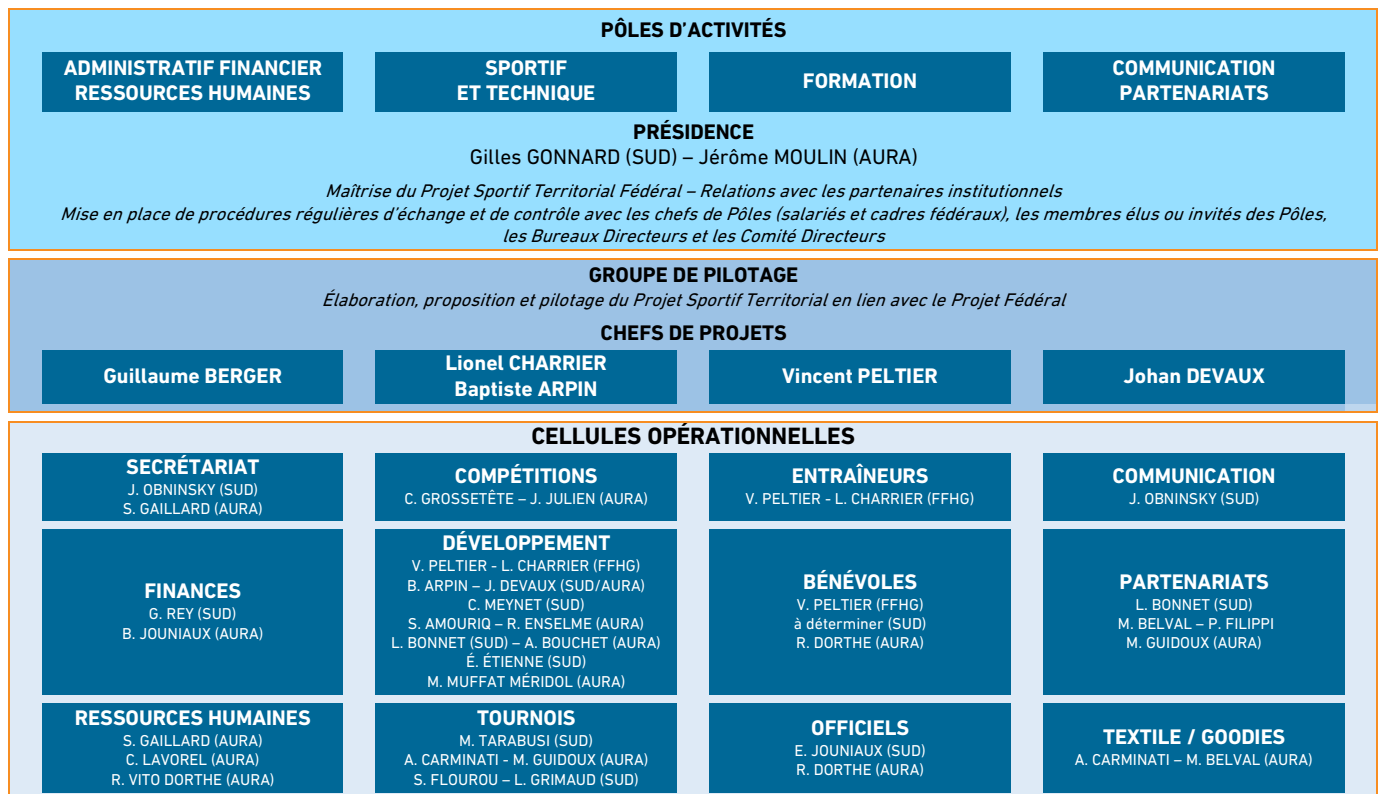 PÔLES D'ACTIVITÉS
ADMINISTRATIF FINANCIER
RESSOURCES HUMAINES
SPORTIF
ET TECHNIQUE
FORMATION
COMMUNICATION
PARTENARIATS
PRÉSIDENCE
Gilles GONNARD (SUD) – Jérôme MOULIN (AURA)
Maîtrise du Projet Sportif Territorial Fédéral – Relations avec les partenaires institutionnels
Mise en place de procédures régulières d'échange et de contrôle avec les chefs de Pôles (salariés et cadres fédéraux), les membres élus ou invités des Pôles,
les Bureaux Directeurs et les Comité Directeurs
GROUPE DE PILOTAGE
Élaboration, proposition et pilotage du Projet Sportif Territorial en lien avec le Projet Fédéral
CHEFS DE PROJETS
Guillaume BERGER
Lionel CHARRIER
Baptiste ARPIN
Vincent PELTIER
Johan DEVAUX
CELLULES OPÉRATIONNELLES
SECRÉTARIAT
J. OBNINSKY (SUD)
S. GAILLARD (AURA)
COMPÉTITIONS
C. GROSSETÊTE – J. JULIEN (AURA)
ENTRAÎNEURS
V. PELTIER - L. CHARRIER (FFHG)
COMMUNICATION
J. OBNINSKY (SUD)
FINANCES
G. REY (SUD)
B. JOUNIAUX (AURA)
DÉVELOPPEMENT
V. PELTIER - L. CHARRIER (FFHG)
B. ARPIN – J. DEVAUX (SUD/AURA)
C. MEYNET (SUD)
S. AMOURIQ – R. ENSELME (AURA)
L. BONNET (SUD) – A. BOUCHET (AURA)
É. ÉTIENNE (SUD)
M. MUFFAT MÉRIDOL (AURA)
BÉNÉVOLES
V. PELTIER (FFHG)
à déterminer (SUD)
R. DORTHE (AURA)
PARTENARIATS
L. BONNET (SUD)
M. BELVAL – P. FILIPPI
M. GUIDOUX (AURA)
RESSOURCES HUMAINES
S. GAILLARD (AURA)
C. LAVOREL (AURA)
R. VITO DORTHE (AURA)
TOURNOIS
M. TARABUSI (SUD)
A. CARMINATI - M. GUIDOUX (AURA)
S. FLOUROU – L. GRIMAUD (SUD)
OFFICIELS
E. JOUNIAUX (SUD)
R. DORTHE (AURA)
TEXTILE / GOODIES
A. CARMINATI – M. BELVAL (AURA)